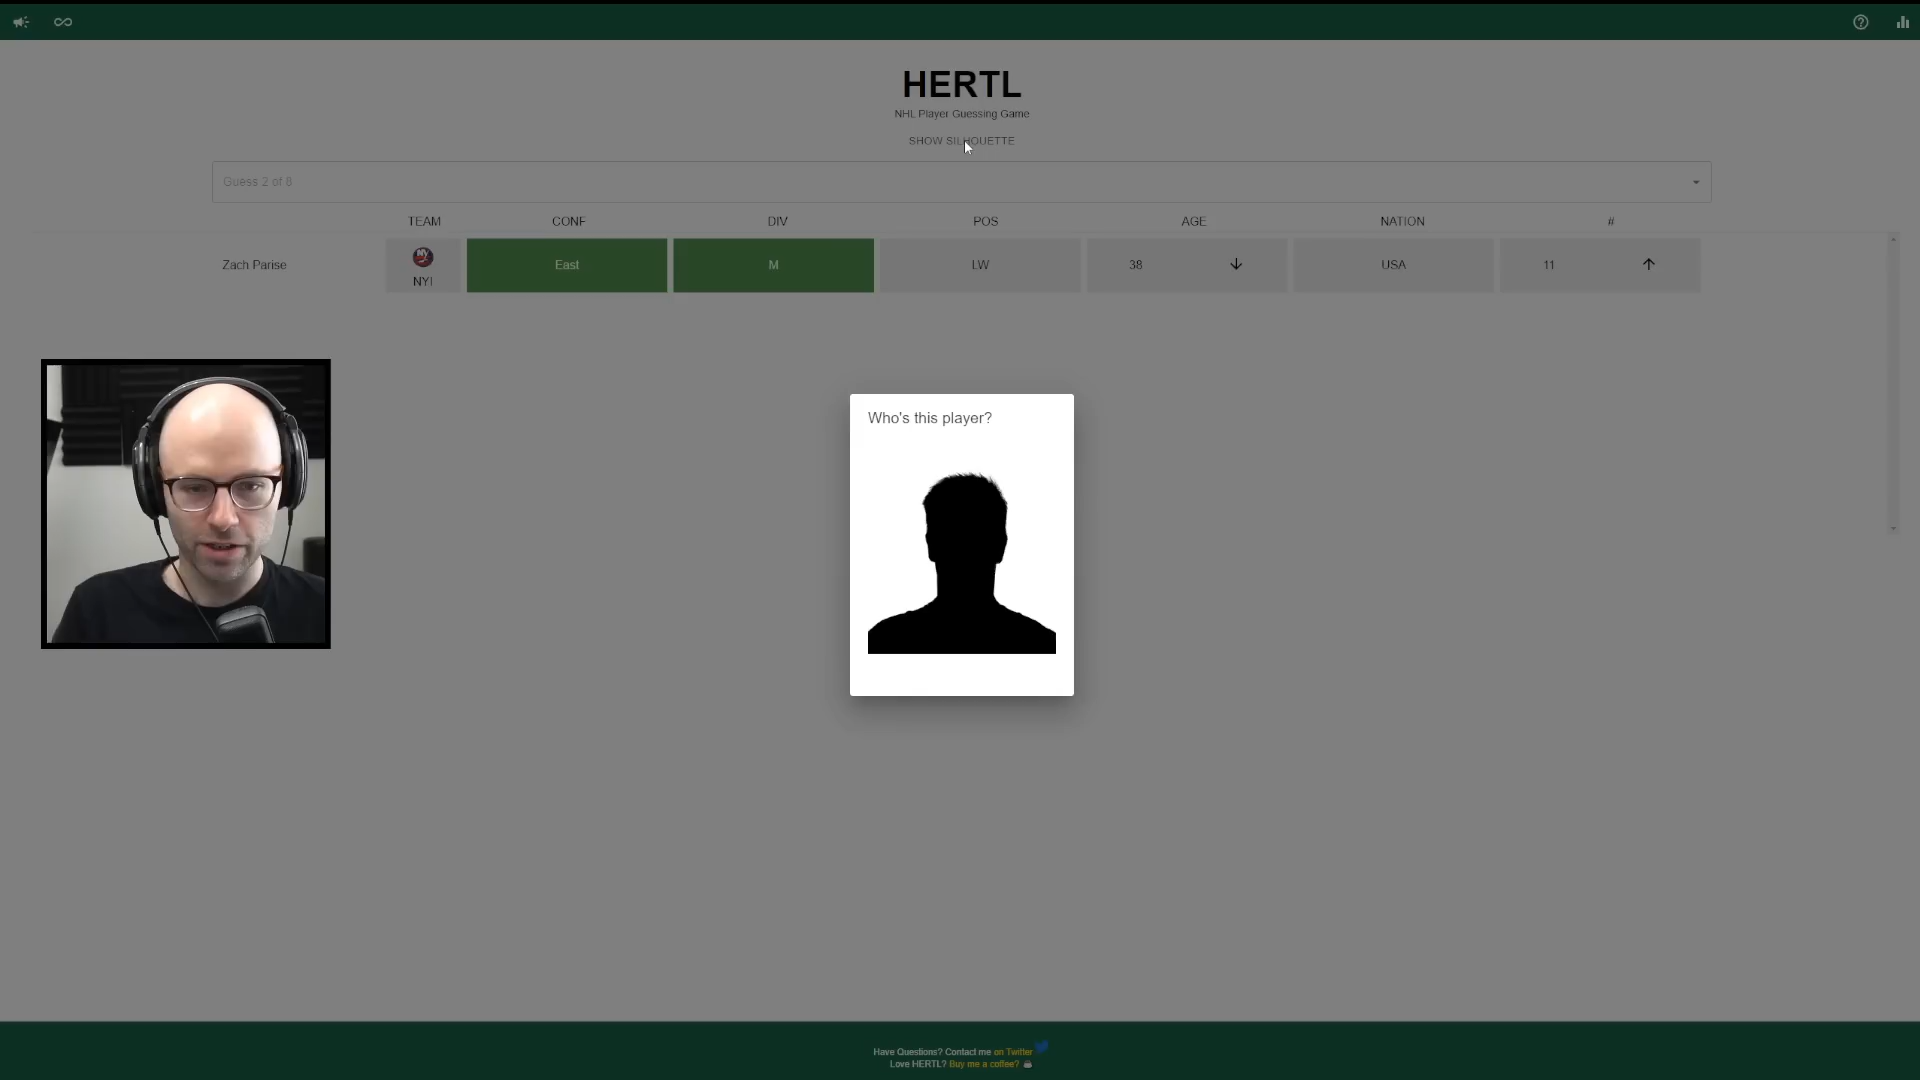 HERTL
NHL Player Guessing Game
SHOW SILHOUETTE
Guess 2 of 8
TEAM CONF DIV POS AGE NATION #
Zach Parise NYI East M LW 38 USA 11
Who's this player?
Have Questions? Contact me on Twitter
Love HERTL? Buy me a coffee?